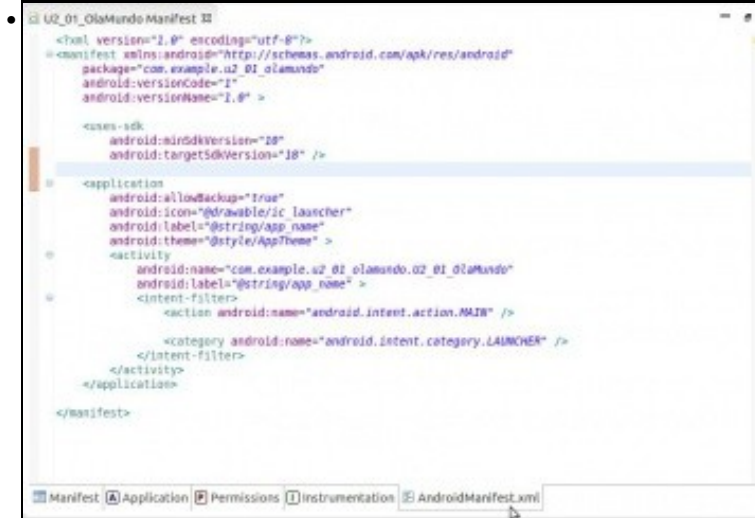 U2_01_OlaMundo Manifest
<?xml version="1.0" encoding="utf-8"?>
<manifest xmlns:android="http://schemas.android.com/apk/res/android"
package="com.example.u2_01_olamundo"
android:versionCode="1"
android:versionName="1.0" >
<uses-sdk
android:minSdkVersion="10"
android:targetSdkVersion="18" />
<application
android:allowBackup="true"
android:icon="@drawable/ic_launcher"
android:label="@string/app_name"
android:theme="@style/AppTheme" >
<activity
android:name="com.example.u2_01_olamundo.U2_01_OlaMundo"
android:label="@string/app_name" >
<intent-filter>
<action android:name="android.intent.action.MAIN" />
<category android:name="android.intent.category.LAUNCHER" />
</intent-filter>
</activity>
</application>
</manifest>
Manifest A Application P Permissions I Instrumentation AndroidManifest.xml